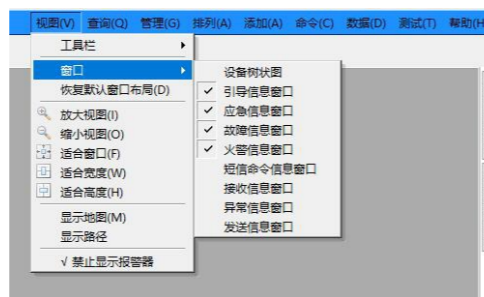 视图(V) 查询(Q) 管理(G) 排列(A) 添加(A) 命令(C) 数据(D) 测试(T) 帮助(H
工具栏
窗口
恢复默认窗口布局(D)
放大视图(I)
缩小视图(O)
适合窗口(F)
适合宽度(W)
适合高度(H)
显示地图(M)
显示路径
√ 禁止显示报警器
设备树状图
引导信息窗口
应急信息窗口
故障信息窗口
火警信息窗口
短信命令信息窗口
接收信息窗口
异常信息窗口
发送信息窗口